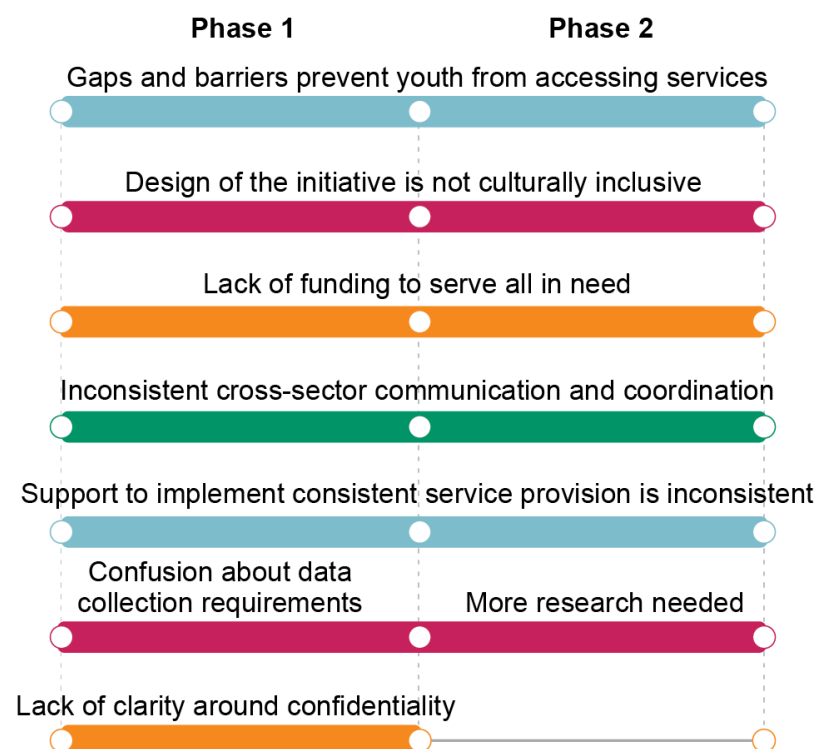 Phase 1 Phase 2
Gaps and barriers prevent youth from accessing services
Design of the initiative is not culturally inclusive
Lack of funding to serve all in need
Inconsistent cross-sector communication and coordination
Support to implement consistent service provision is inconsistent
Confusion about data
collection requirements
More research needed
Lack of clarity around confidentiality